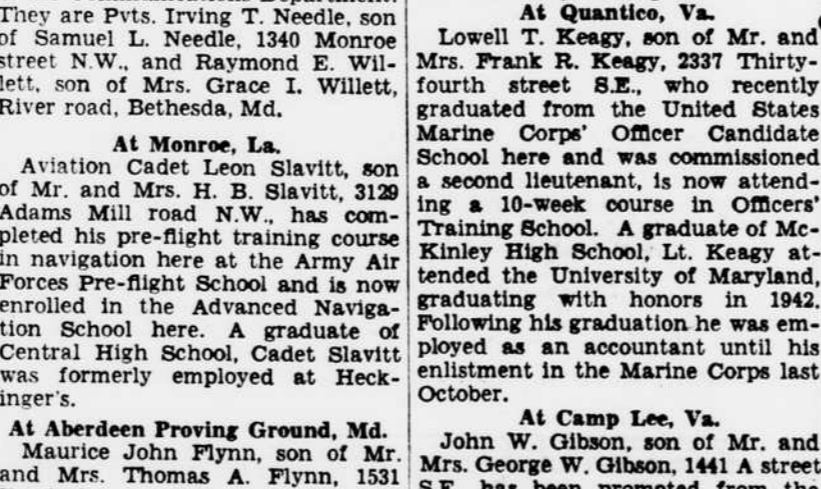 They are Pvts. Irving T. Needle, son
of Samuel L. Needle, 1340 Monroe
street N.W., and Raymond E. Wil-
lett, son of Mrs. Grace I. Willett,
River road, Bethesda, Md.
At Monroe, La.
Aviation Cadet Leon Slavitt, son
of Mr. and Mrs. H. B. Slavitt, 3129
Adams Mill road N.W., has com-
pleted his pre-flight training course
in navigation here at the Army Air
Forces Pre-flight School and is now
enrolled in the Advanced Naviga-
tion School here. A graduate of
Central High School, Cadet Slavitt
was formerly employed at Heck-
inger's.
At Aberdeen Proving Ground, Md.
Maurice John Flynn, son of Mr.
and Mrs. Thomas A. Flynn, 1531
At Quantico, Va.
Lowell T. Keagy, son of Mr. and
Mrs. Frank R. Keagy, 2337 Thirty-
fourth street S.E., who recently
graduated from the United States
Marine Corps' Officer Candidate
School here and was commissioned
a second lieutenant, is now attend-
ing a 10-week course in Officers'
Training School. A graduate of Mc-
Kinley High School, Lt. Keagy at-
tended the University of Maryland,
graduating with honors in 1942.
Following his graduation he was em-
ployed as an accountant until his
enlistment in the Marine Corps last
October.
At Camp Lee, Va.
John W. Gibson, son of Mr. and
Mrs. George W. Gibson, 1441 A street
S.E., has been promoted from the